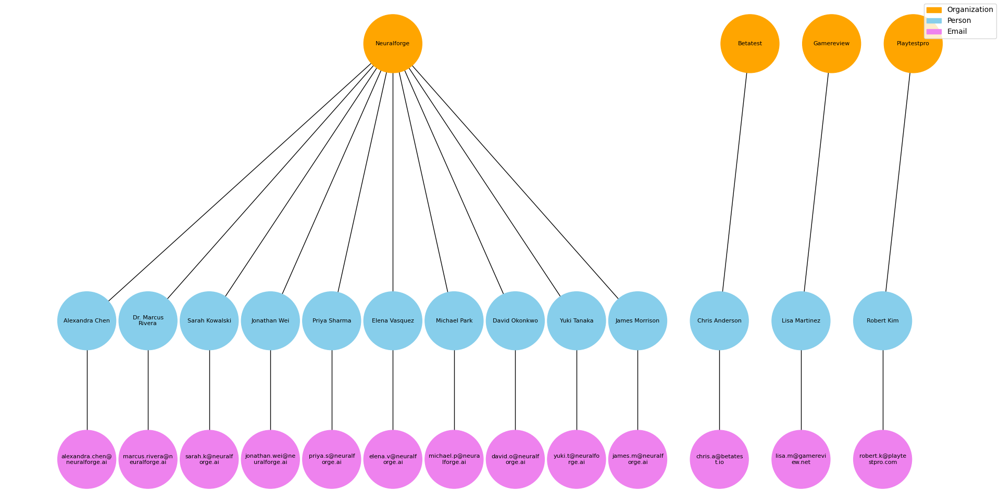 Organization
Person
Email
Neuralforge
Betatest
Gamereview
Playtestpro
Alexandra Chen
Dr. Marcus
Rivera
Sarah Kowalski
Jonathan Wei
Priya Sharma
Elena Vasquez
Michael Park
David Okonkwo
Yuki Tanaka
James Morrison
Chris Anderson
Lisa Martinez
Robert Kim
alexandra.chen@
neuralforge.ai
marcus.rivera@n
euralforge.ai
sarah.k@neuralf
orge.ai
jonathan.wei@ne
uralforge.ai
priya.s@neuralf
orge.ai
elena.v@neuralf
orge.ai
michael.p@neura
lforge.ai
david.o@neuralf
orge.ai
yuki.t@neuralfo
rge.ai
james.m@neuralf
orge.ai
chris.a@betates
t.io
lisa.m@gamerevi
ew.net
robert.k@playte
stpro.com